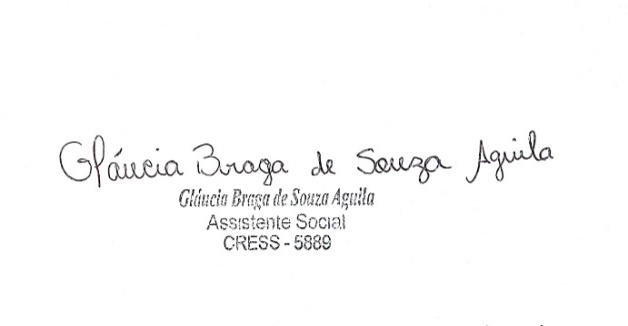 Gláucia Braga de Souza Aguila
Gláucia Braga de Souza Aguila
Assistente Social
CRESS - 5889